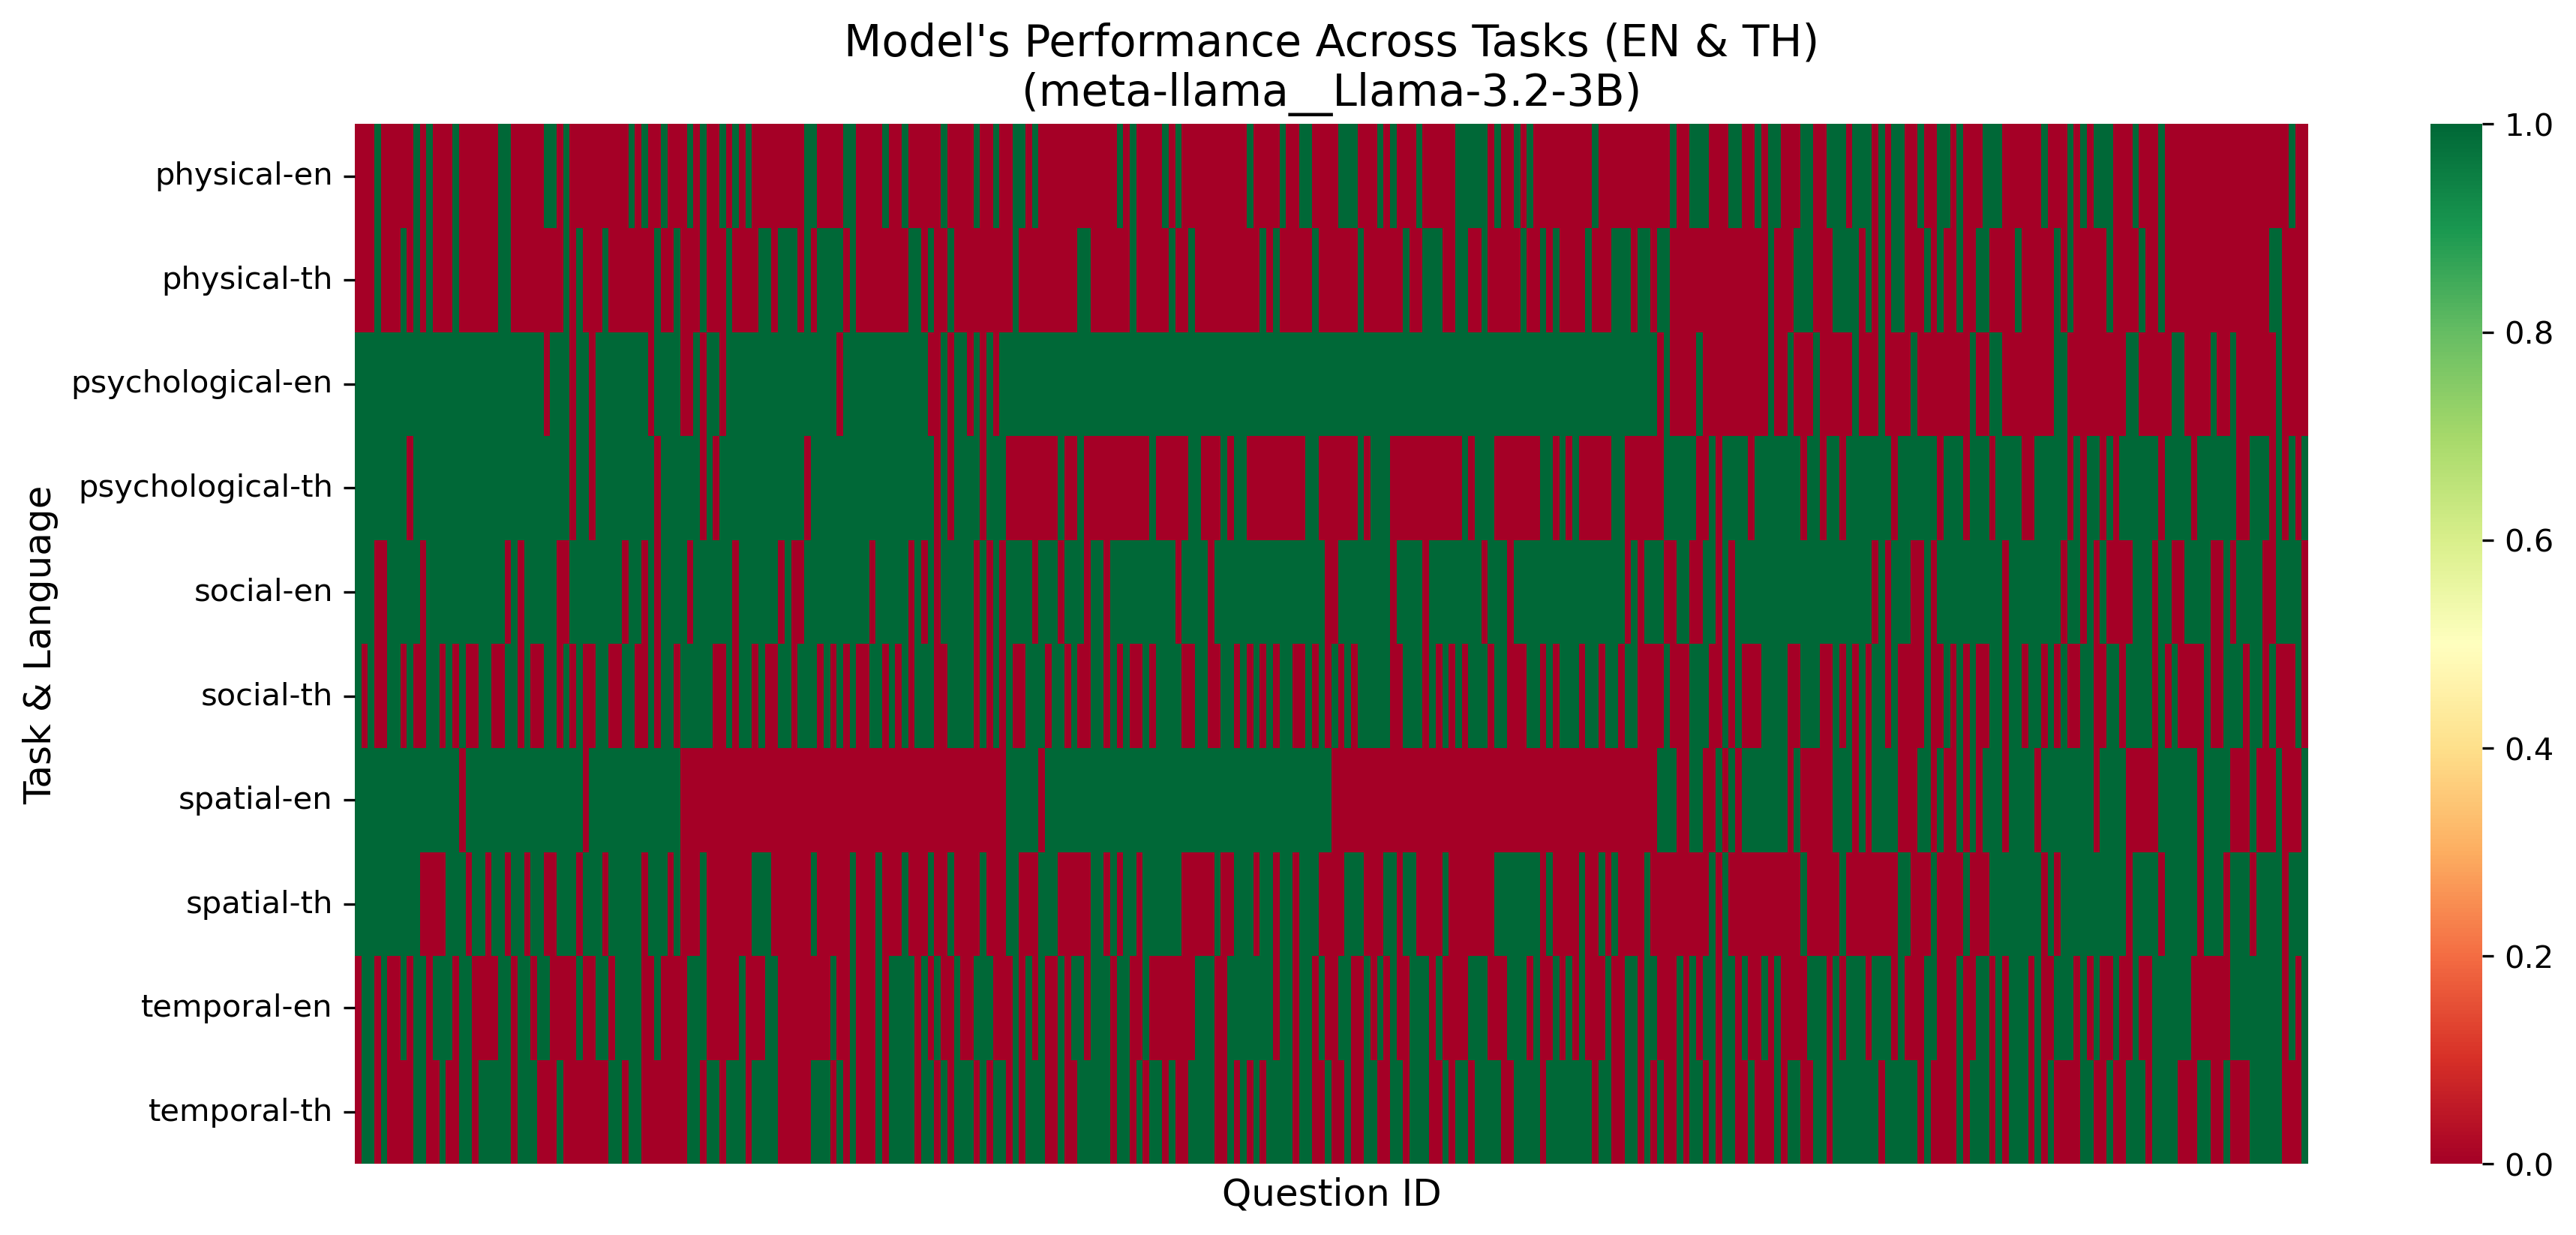 Model's Performance Across Tasks (EN & TH)
(meta-llama__Llama-3.2-3B)
Task & Language
physical-en
physical-th
psychological-en
psychological-th
social-en
social-th
spatial-en
spatial-th
temporal-en
temporal-th
Question ID
1.0
0.8
0.6
0.4
0.2
0.0